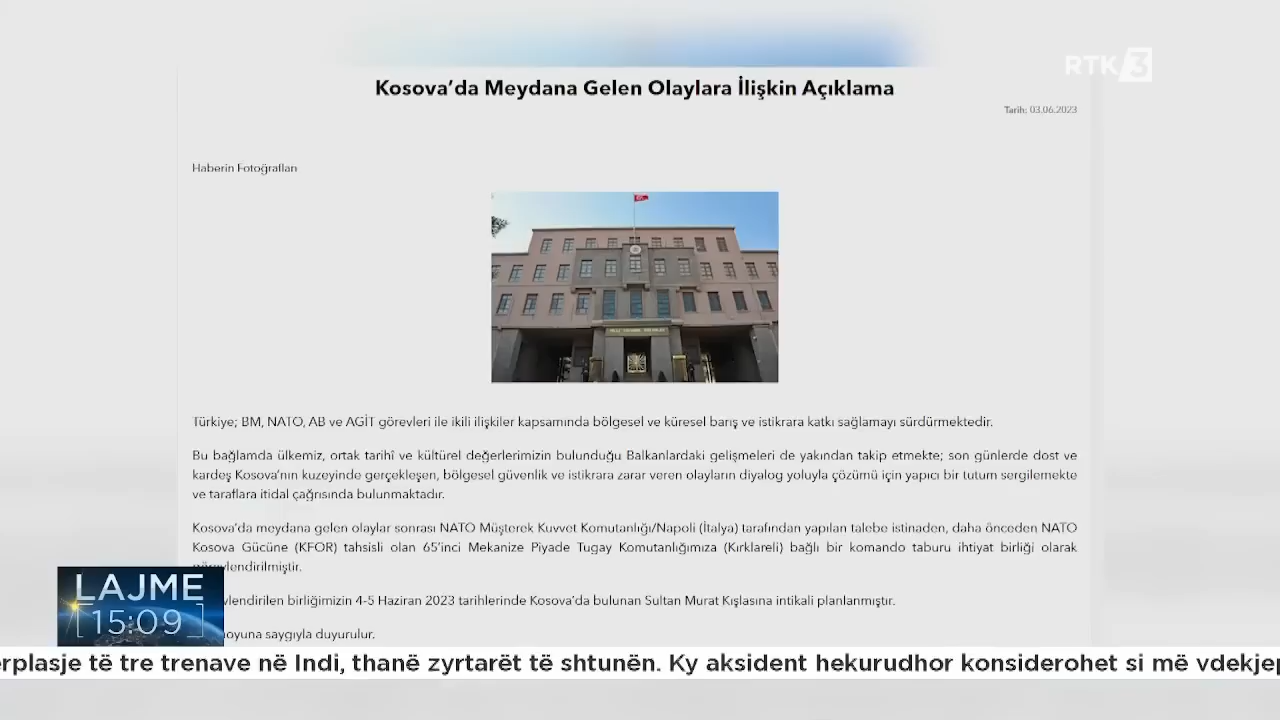 RTK 3
Kosova’da Meydana Gelen Olaylara İlişkin Açıklama
Tarih: 03.06.2023
Haberin Fotoğrafları
Türkiye; BM, NATO, AB ve AGİT görevleri ile ikili ilişkiler kapsamında bölgesel ve küresel barış ve istikrara katkı sağlamayı sürdürmektedir.
Bu bağlamda ülkemiz, ortak tarihî ve kültürel değerlerimizin bulunduğu Balkanlardaki gelişmeleri de yakından takip etmekte; son günlerde dost ve
kardeş Kosova’nın kuzeyinde gerçekleşen, bölgesel güvenlik ve istikrara zarar veren olayların diyalog yoluyla çözümü için yapıcı bir tutum sergilemekte
ve taraflara itidal çağrısında bulunmaktadır.
Kosova’da meydana gelen olaylar sonrası NATO Müşterek Kuvvet Komutanlığı/Napoli (İtalya) tarafından yapılan talebe istinaden, daha önceden NATO
Kosova Gücüne (KFOR) tahsisli olan 65’inci Mekanize Piyade Tugay Komutanlığımıza (Kırklareli) bağlı bir komando taburu ihtiyat birliği olarak
görevlendirilmiştir.
vlendirilen birliğimizin 4-5 Haziran 2023 tarihlerinde Kosova’da bulunan Sultan Murat Kışlasına intikali planlanmıştır.
moyuna saygıyla duyurulur.
LAJME
15:09
erplasje të tre trenave në Indi, thanë zyrtarët të shtunën. Ky aksident hekurudhor konsiderohet si më vdekjep